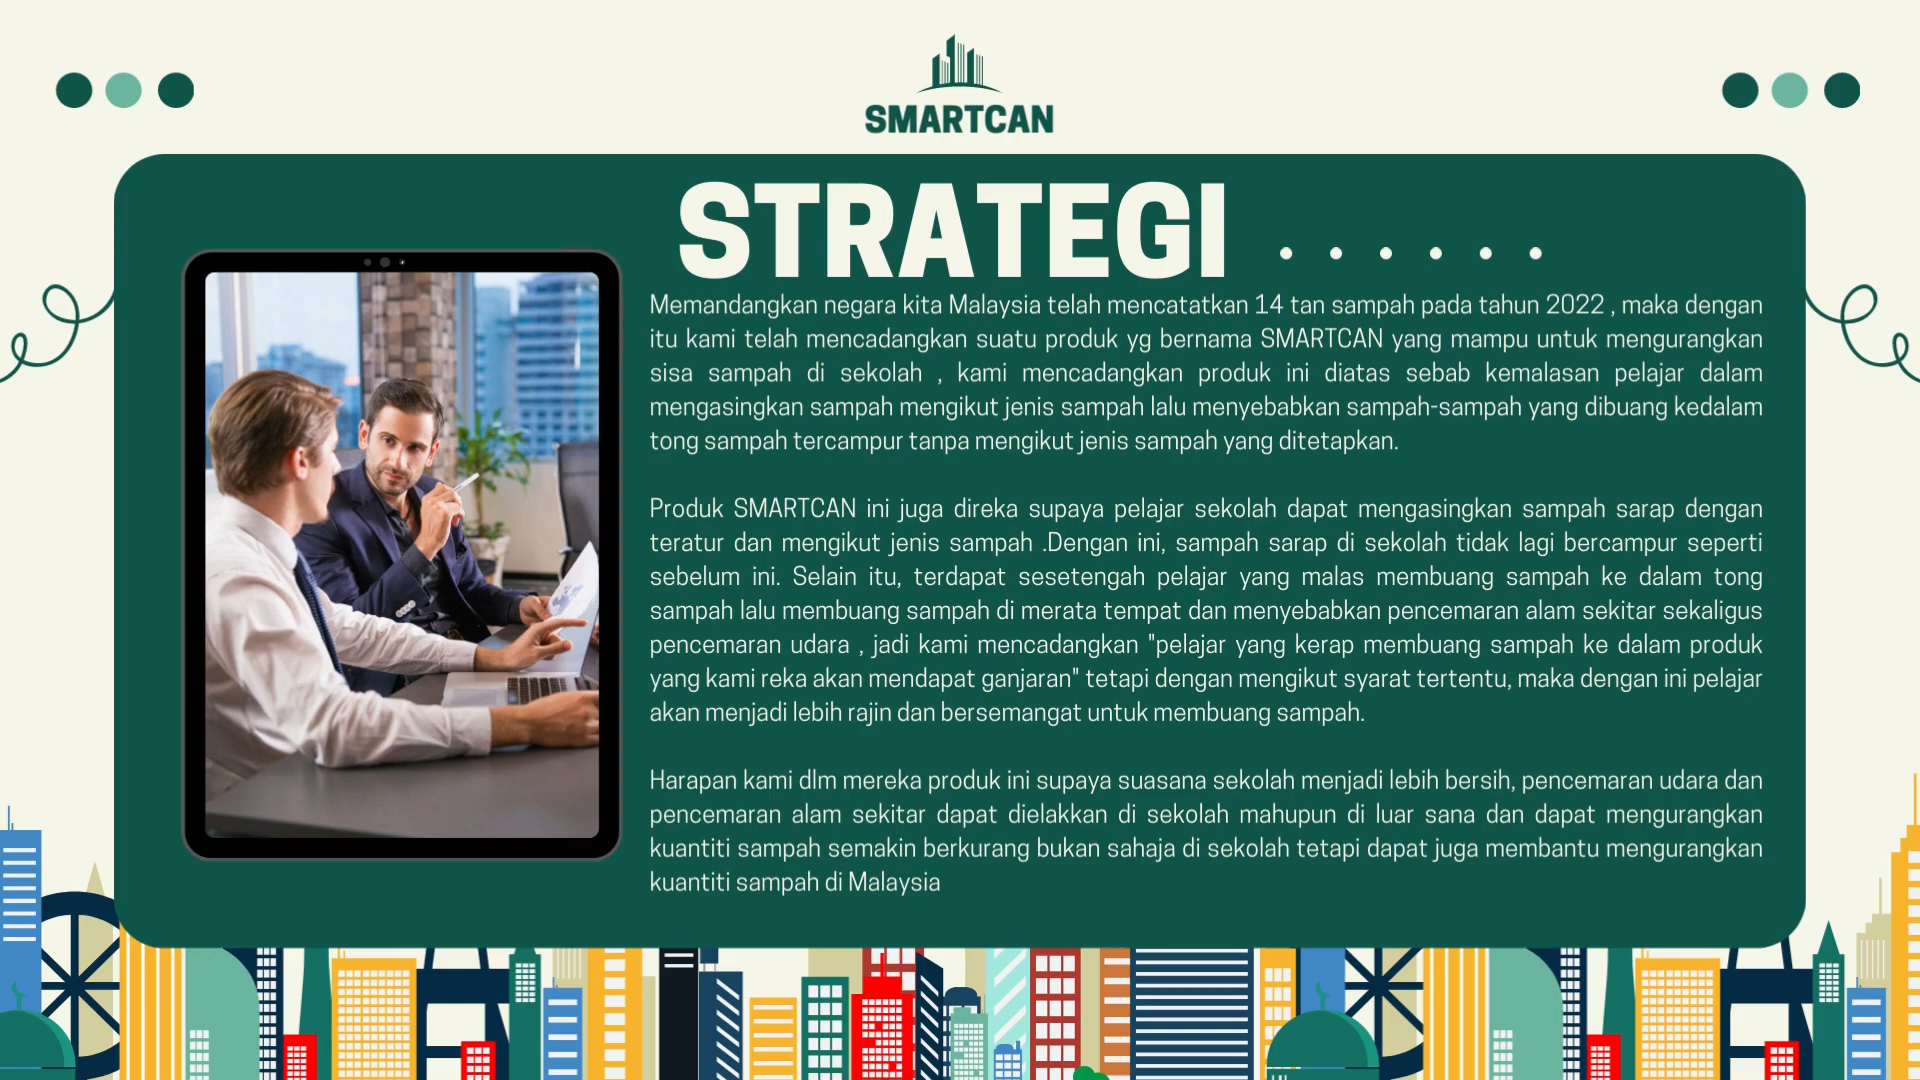 SMARTCAN
STRATEGI
Memandangkan negara kita Malaysia telah mencatatkan 14 tan sampah pada tahun 2022 , maka dengan
itu kami telah mencadangkan suatu produk yg bernama SMARTCAN yang mampu untuk mengurangkan
sisa sampah di sekolah , kami mencadangkan produk ini diatas sebab kemalasan pelajar dalam
mengasingkan sampah mengikut jenis sampah lalu menyebabkan sampah-sampah yang dibuang kedalam
tong sampah tercampur tanpa mengikut jenis sampah yang ditetapkan.
Produk SMARTCAN ini juga direka supaya pelajar sekolah dapat mengasingkan sampah sarap dengan
teratur dan mengikut jenis sampah .Dengan ini, sampah sarap di sekolah tidak lagi bercampur seperti
sebelum ini. Selain itu, terdapat sesetengah pelajar yang malas membuang sampah ke dalam tong
sampah lalu membuang sampah di merata tempat dan menyebabkan pencemaran alam sekitar sekaligus
pencemaran udara , jadi kami mencadangkan "pelajar yang kerap membuang sampah ke dalam produk
yang kami reka akan mendapat ganjaran" tetapi dengan mengikut syarat tertentu, maka dengan ini pelajar
akan menjadi lebih rajin dan bersemangat untuk membuang sampah.
Harapan kami dlm mereka produk ini supaya suasana sekolah menjadi lebih bersih, pencemaran udara dan
pencemaran alam sekitar dapat dielakkan di sekolah mahupun di luar sana dan dapat mengurangkan
kuantiti sampah semakin berkurang bukan sahaja di sekolah tetapi dapat juga membantu mengurangkan
kuantiti sampah di Malaysia